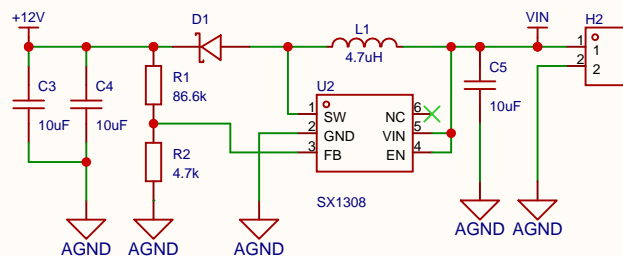 +12V
D1
L1
4.7uH
VIN
H2
1
1
2
2
C3
10uF
C4
10uF
R1
86.6k
R2
4.7k
U2
1
SW
NC
6
2
GND
VIN
5
3
FB
EN
4
SX1308
C5
10uF
AGND
AGND
AGND
AGND
AGND